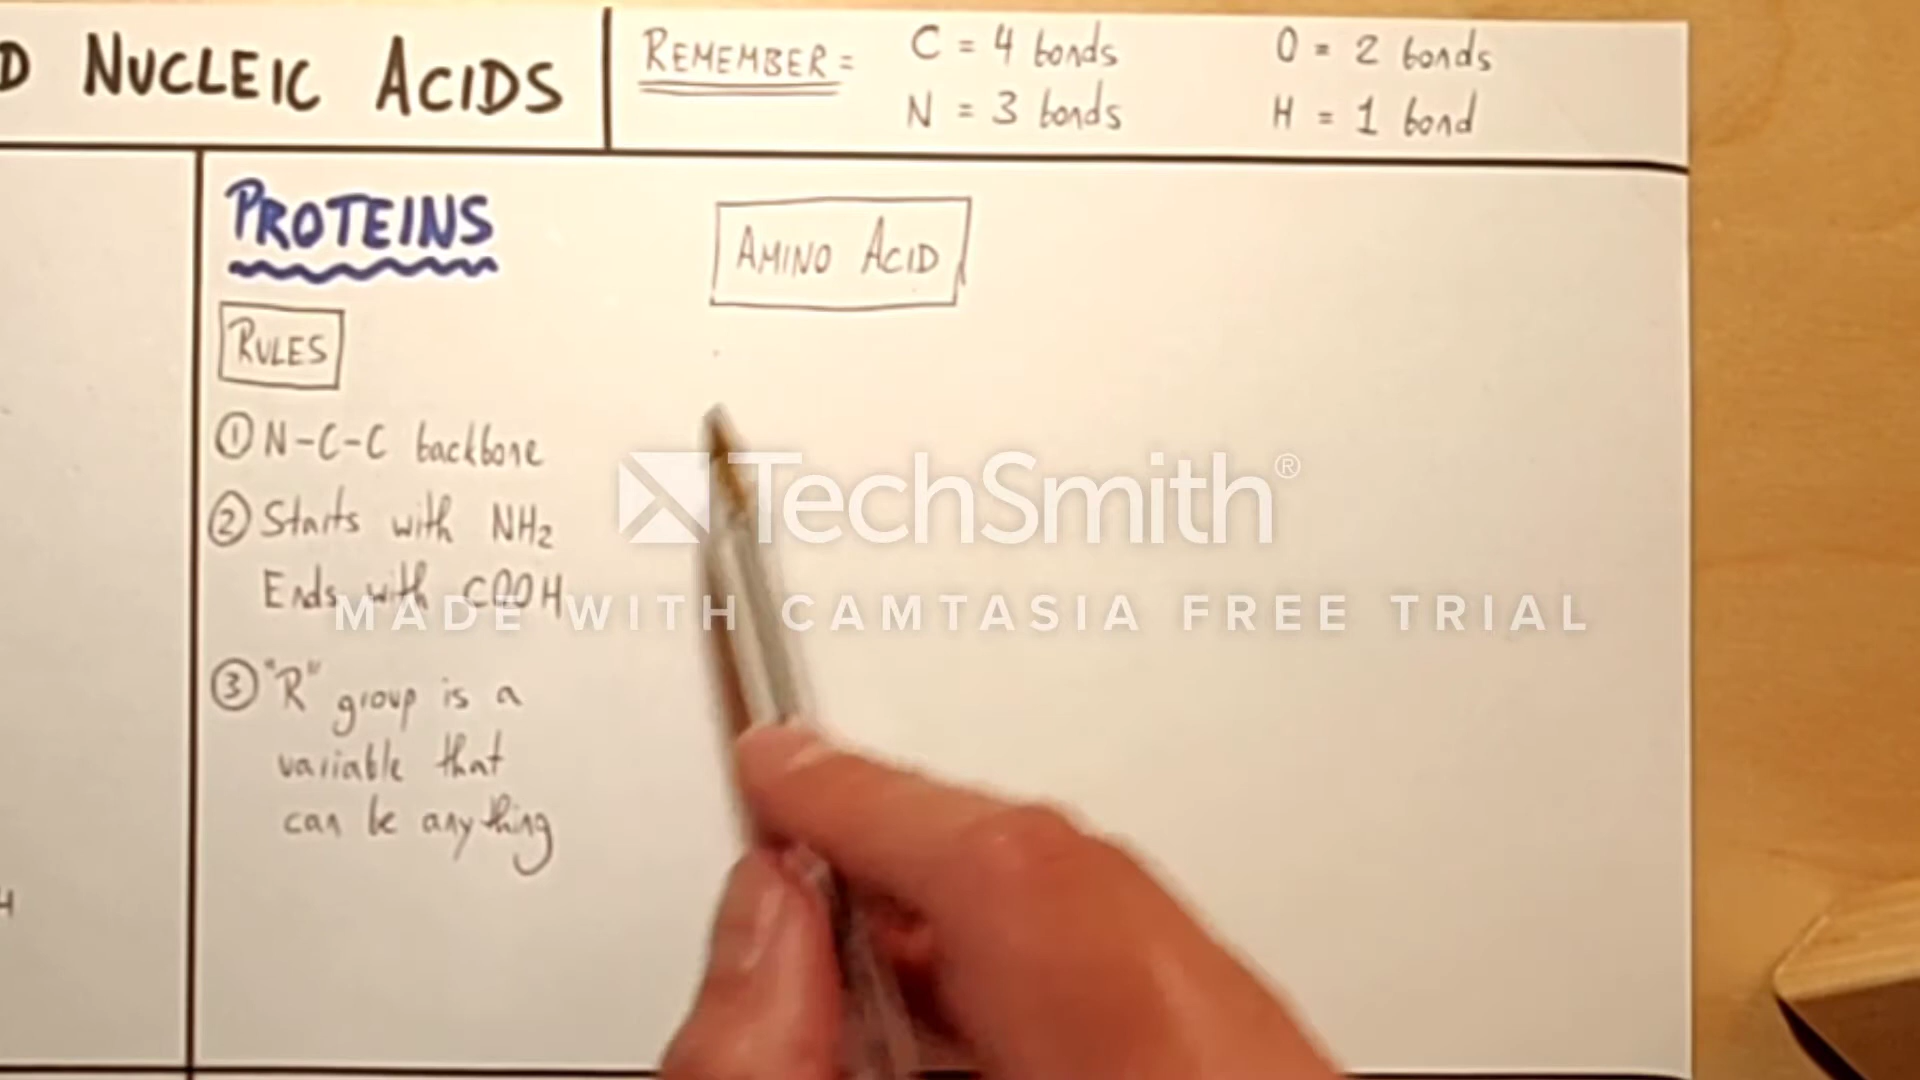 D NUCLEIC ACIDS
REMEMBER = C = 4 bonds O = 2 bonds
N = 3 bonds H = 1 bond
PROTEINS
AMINO ACID
RULES
① N-C-C backbone
② Starts with NH2
Ends with COOH
③ "R" group is a
variable that
can be anything
H
TechSmith®
MADE WITH CAMTASIA FREE TRIAL